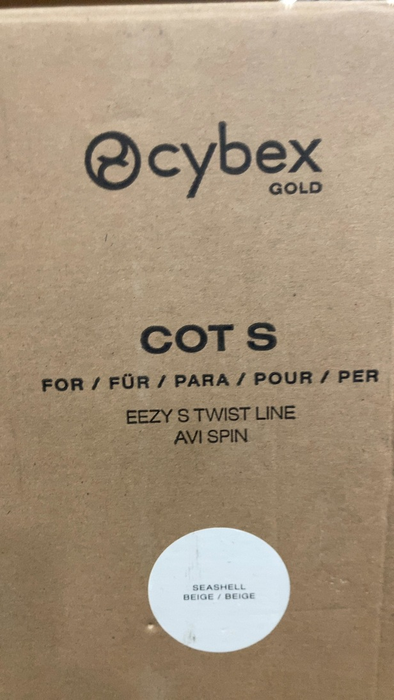 cybex
GOLD
COT S
FOR / FÜR / PARA / POUR / PER
EEZY S TWIST LINE
AVI SPIN
SEASHELL
BEIGE / BEIGE